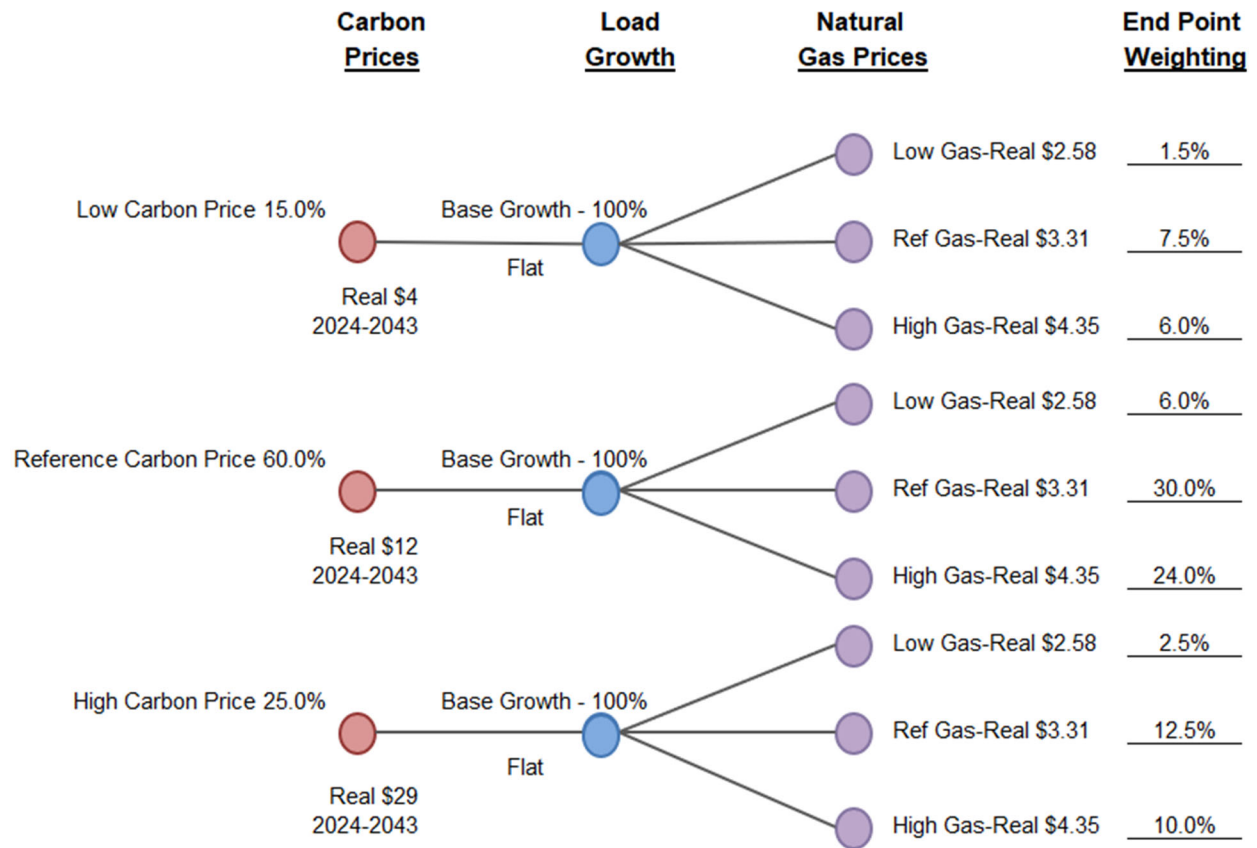 Carbon Prices
Load Growth
Natural Gas Prices
End Point Weighting
Low Gas-Real $2.58 1.5%
Low Carbon Price 15.0% Base Growth - 100%
Ref Gas-Real $3.31 7.5%
Flat
Real $4
2024-2043
High Gas-Real $4.35 6.0%
Low Gas-Real $2.58 6.0%
Reference Carbon Price 60.0% Base Growth - 100%
Ref Gas-Real $3.31 30.0%
Flat
Real $12
2024-2043
High Gas-Real $4.35 24.0%
Low Gas-Real $2.58 2.5%
High Carbon Price 25.0% Base Growth - 100%
Ref Gas-Real $3.31 12.5%
Flat
Real $29
2024-2043
High Gas-Real $4.35 10.0%